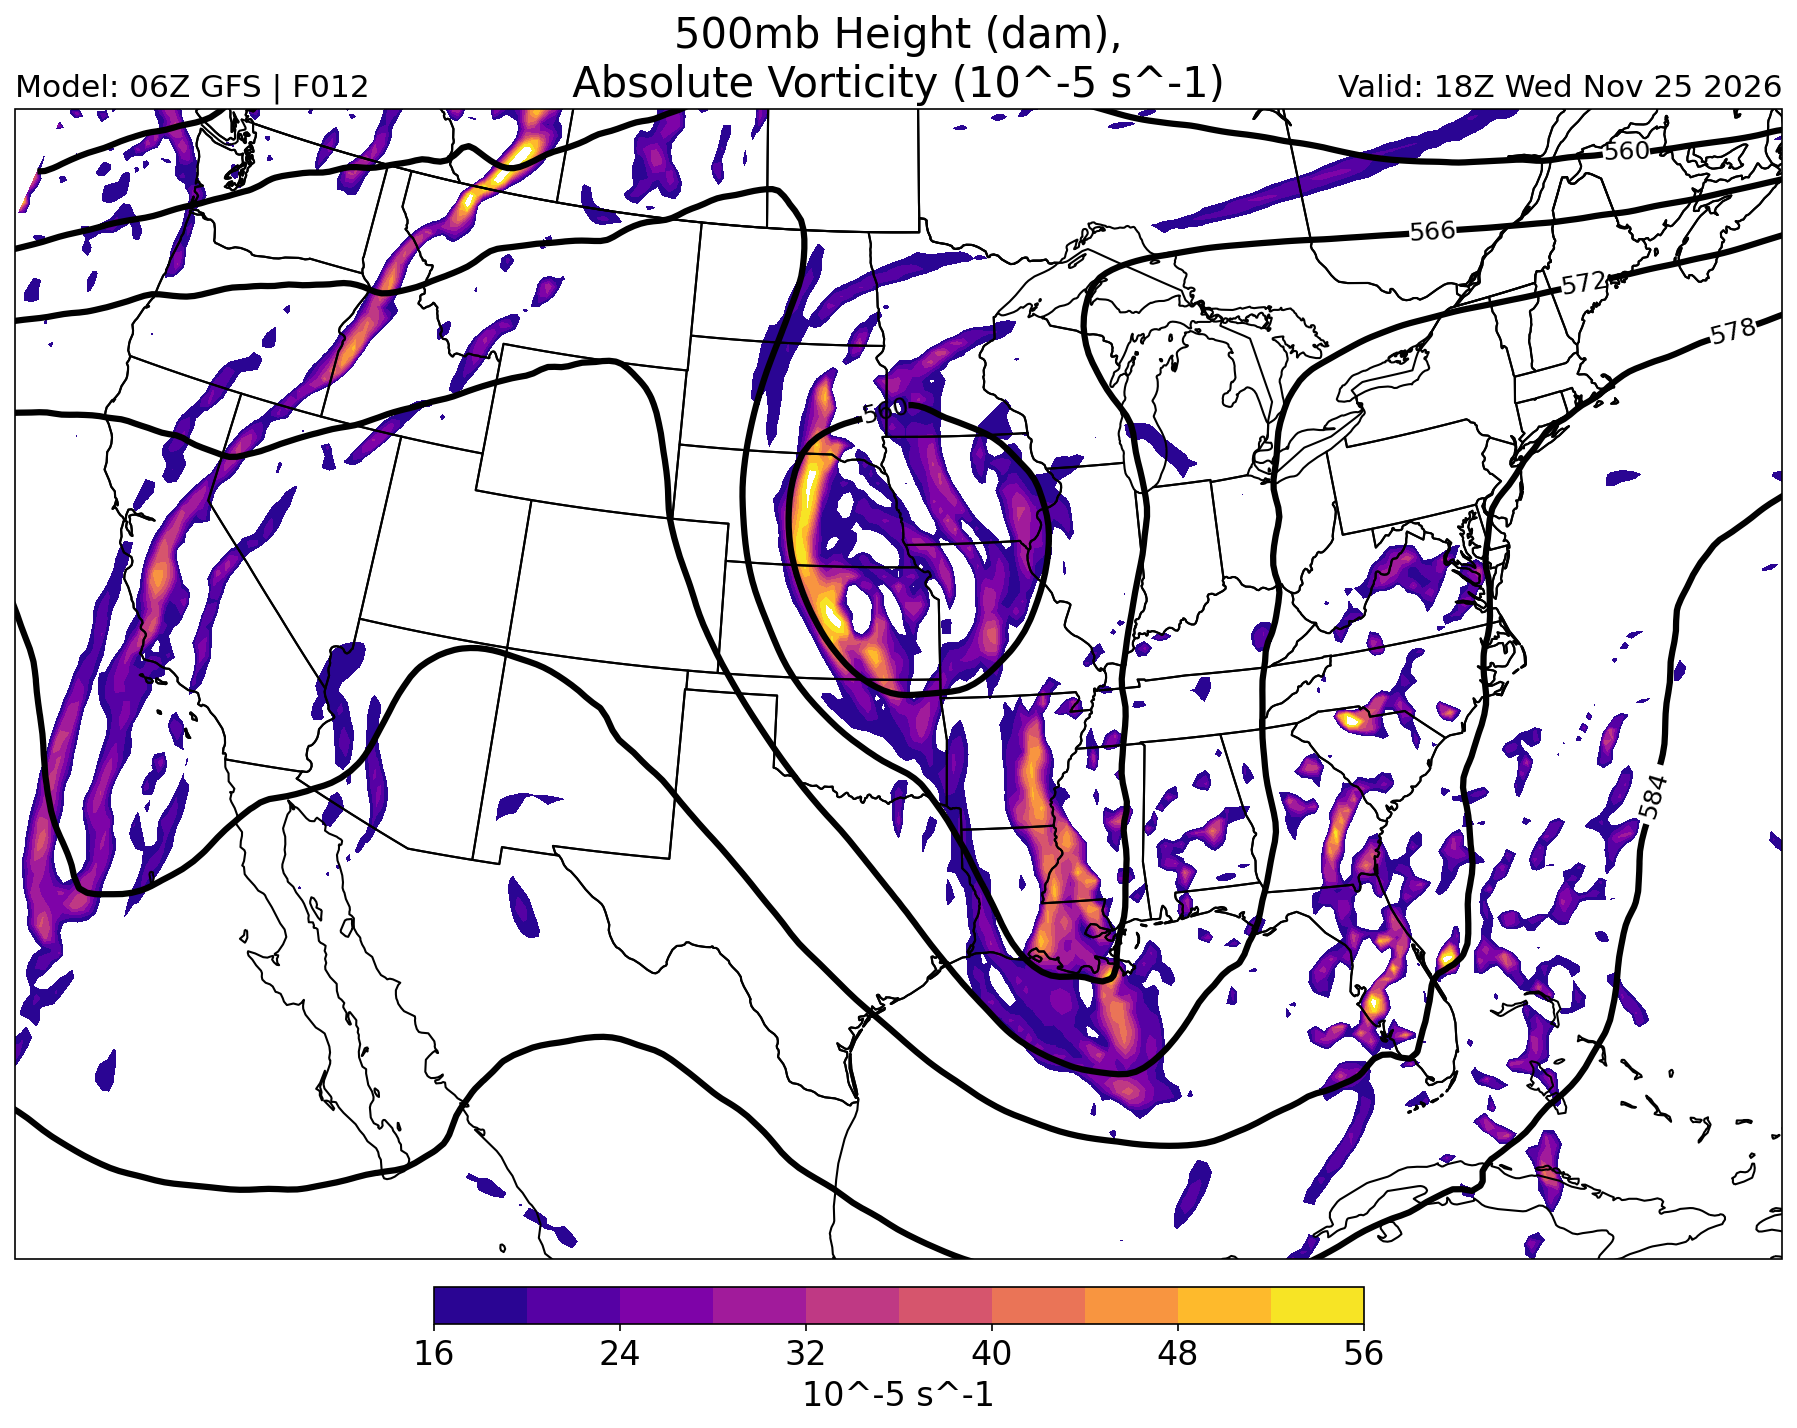 500mb Height (dam),
Model: 06Z GFS | F012
Absolute Vorticity (10^-5 s^-1)
Valid: 18Z Wed Nov 25 2026
560
566
572
578
560
584
16 24 32 40 48 56
10^-5 s^-1